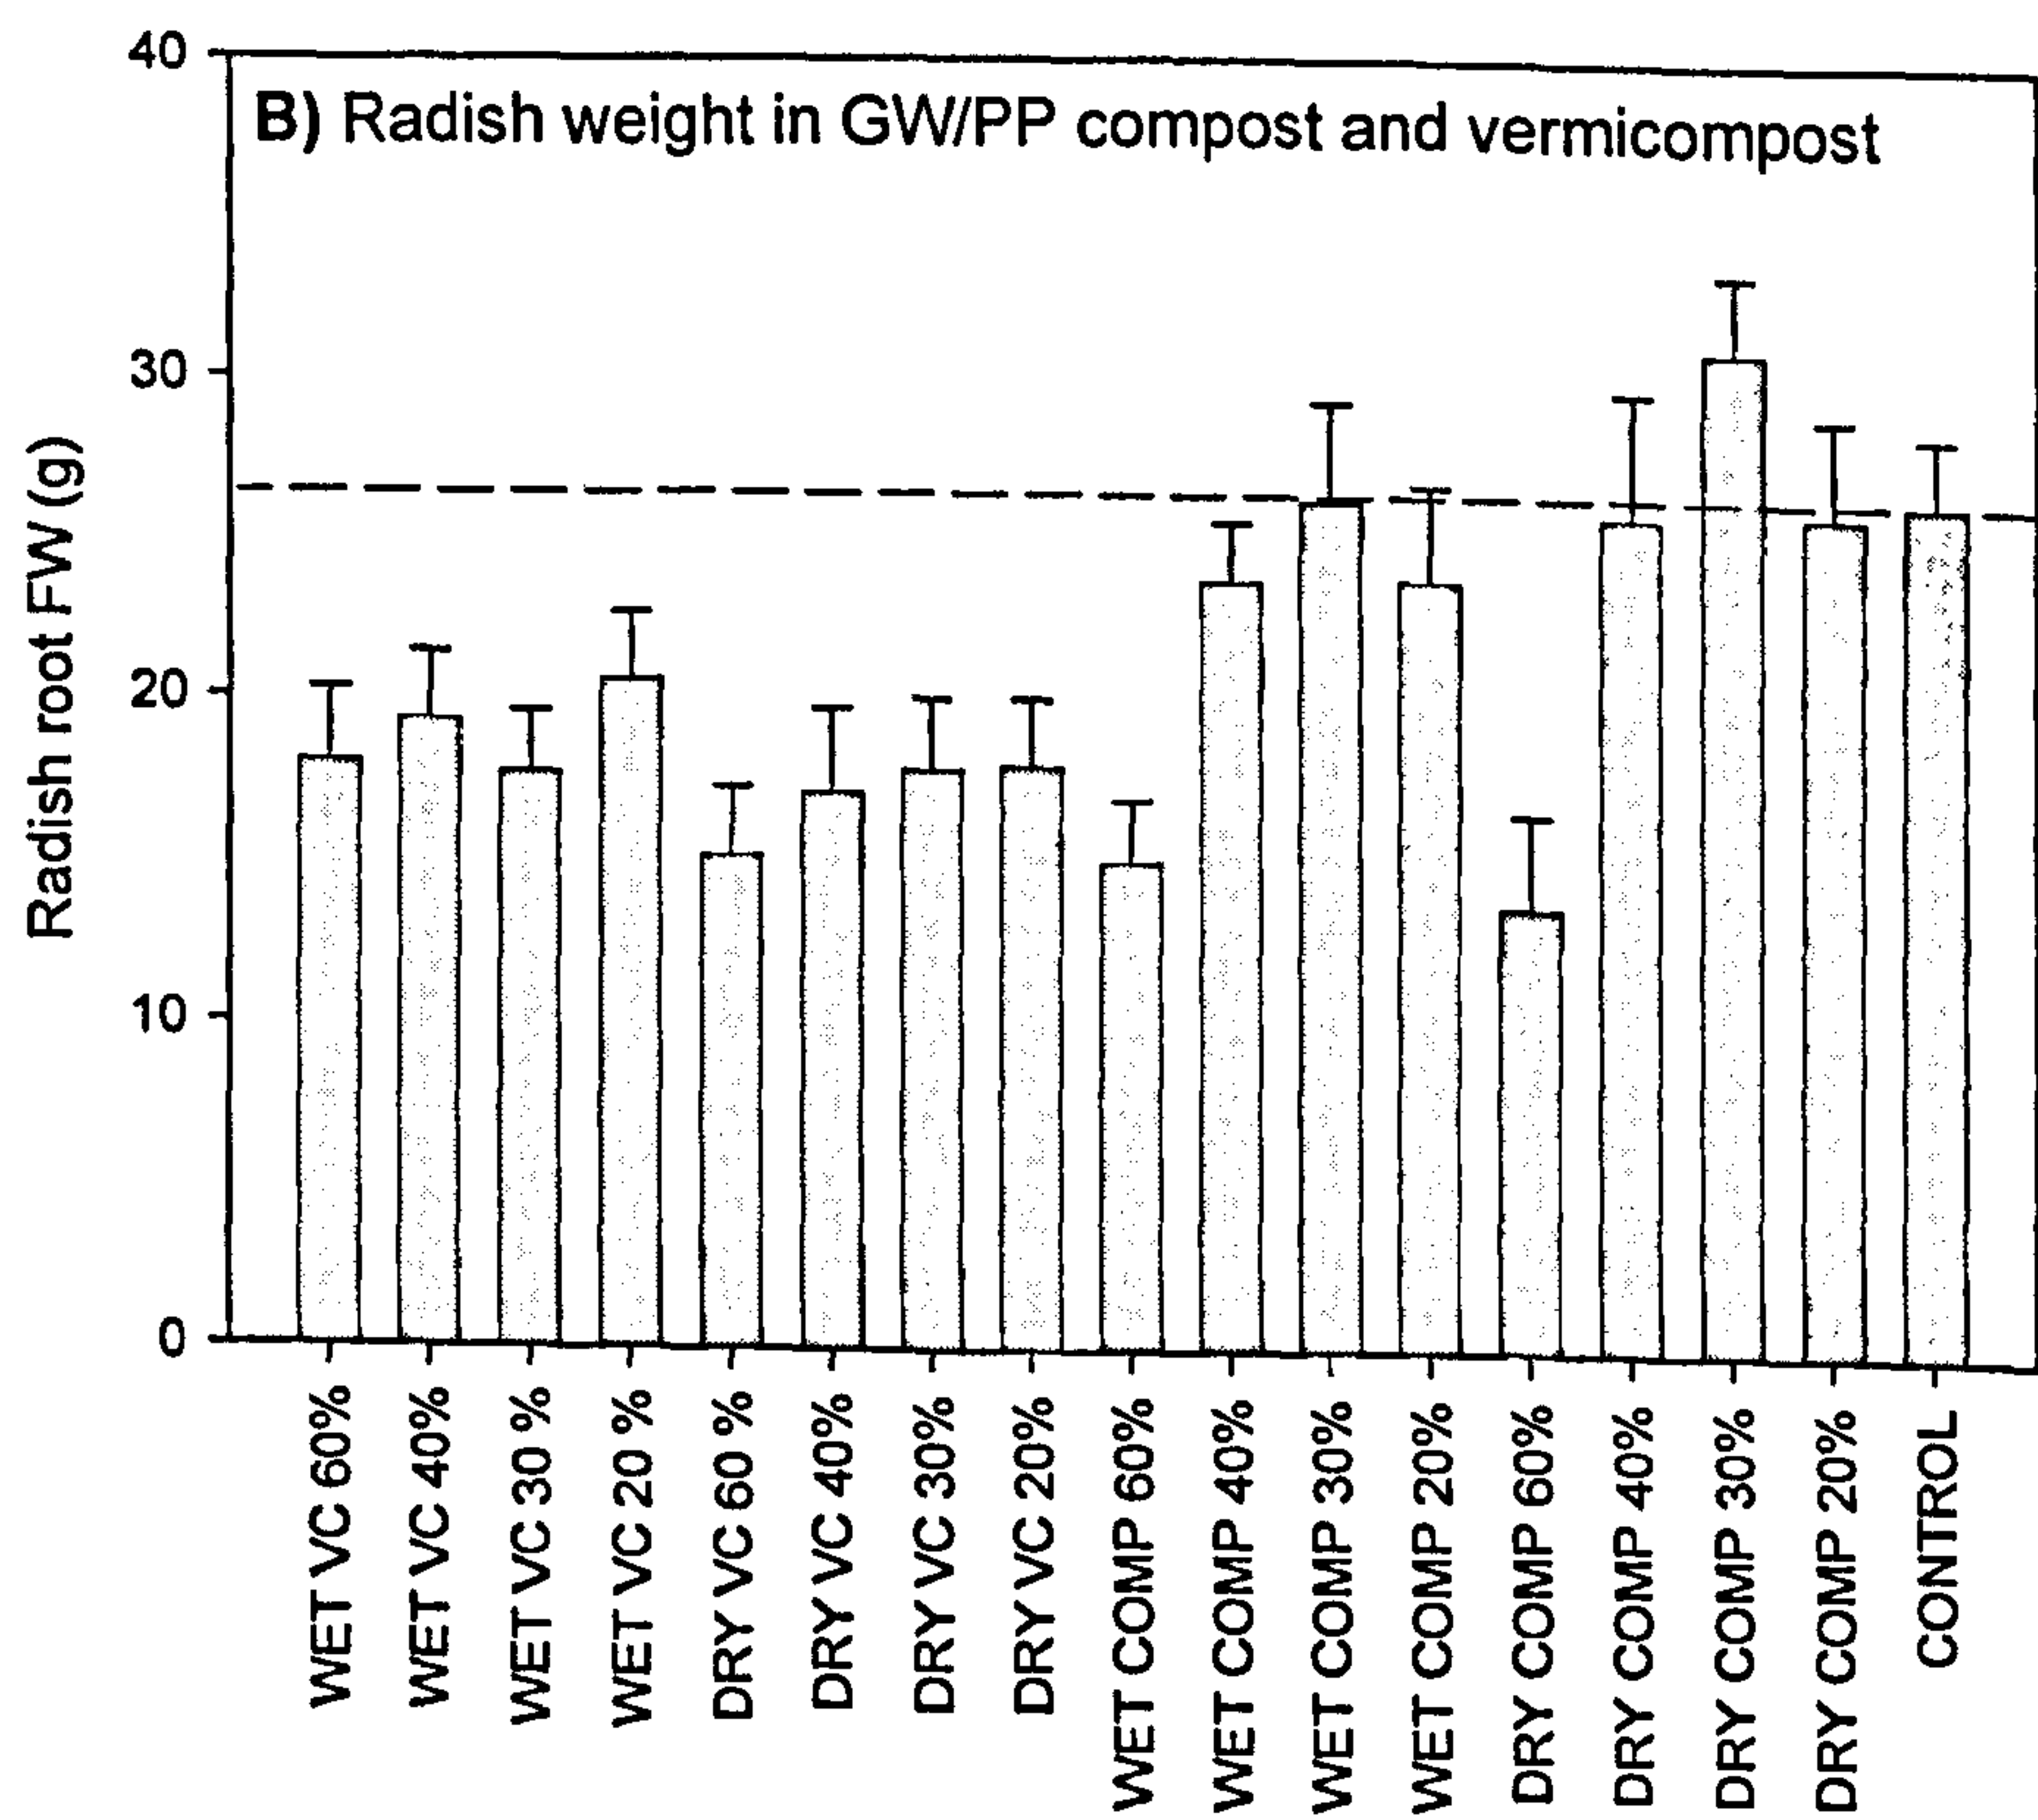 B) Radish weight in GW/PP compost and vermicompost
Radish root FW (g)
40
30
20
10
0
WET VC 60%
WET VC 40%
WET VC 30 %
WET VC 20 %
DRY VC 60 %
DRY VC 40%
DRY VC 30%
DRY VC 20%
WET COMP 60%
WET COMP 40%
WET COMP 30%
WET COMP 20%
DRY COMP 60%
DRY COMP 40%
DRY COMP 30%
DRY COMP 20%
CONTROL